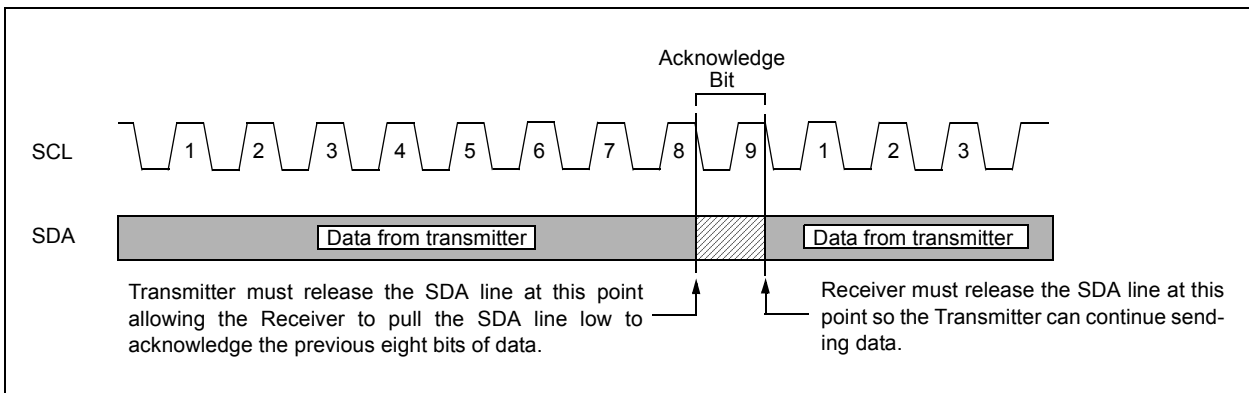 Acknowledge
Bit
SCL
1 2 3 4 5 6 7 8 9 1 2 3
SDA
Data from transmitter Data from transmitter
Transmitter must release the SDA line at this point
allowing the Receiver to pull the SDA line low to
acknowledge the previous eight bits of data.
Receiver must release the SDA line at this
point so the Transmitter can continue send-
ing data.